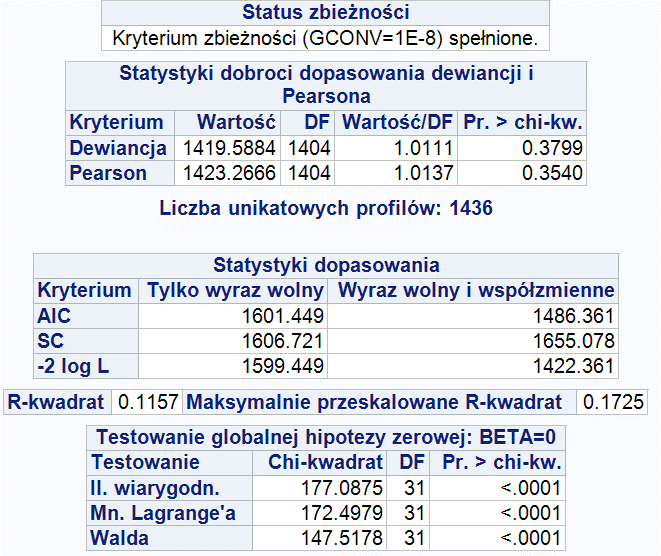 Status zbieżności
Kryterium zbieżności (GCONV=1E-8) spełnione.
Statystyki dobroci dopasowania dewiancji i
Pearsona
Kryterium Wartość DF Wartość/DF Pr. > chi-kw.
Dewiancja 1419.5884 1404 1.0111 0.3799
Pearson 1423.2666 1404 1.0137 0.3540
Liczba unikatowych profilów: 1436
Statystyki dopasowania
Kryterium Tylko wyraz wolny Wyraz wolny i współzmienne
AIC 1601.449 1486.361
SC 1606.721 1655.078
-2 log L 1599.449 1422.361
R-kwadrat 0.1157 Maksymalnie przeskalowane R-kwadrat 0.1725
Testowanie globalnej hipotezy zerowej: BETA=0
Testowanie Chi-kwadrat DF Pr. > chi-kw.
Il. wiarygodn. 177.0875 31 <.0001
Mn. Lagrange'a 172.4979 31 <.0001
Walda 147.5178 31 <.0001